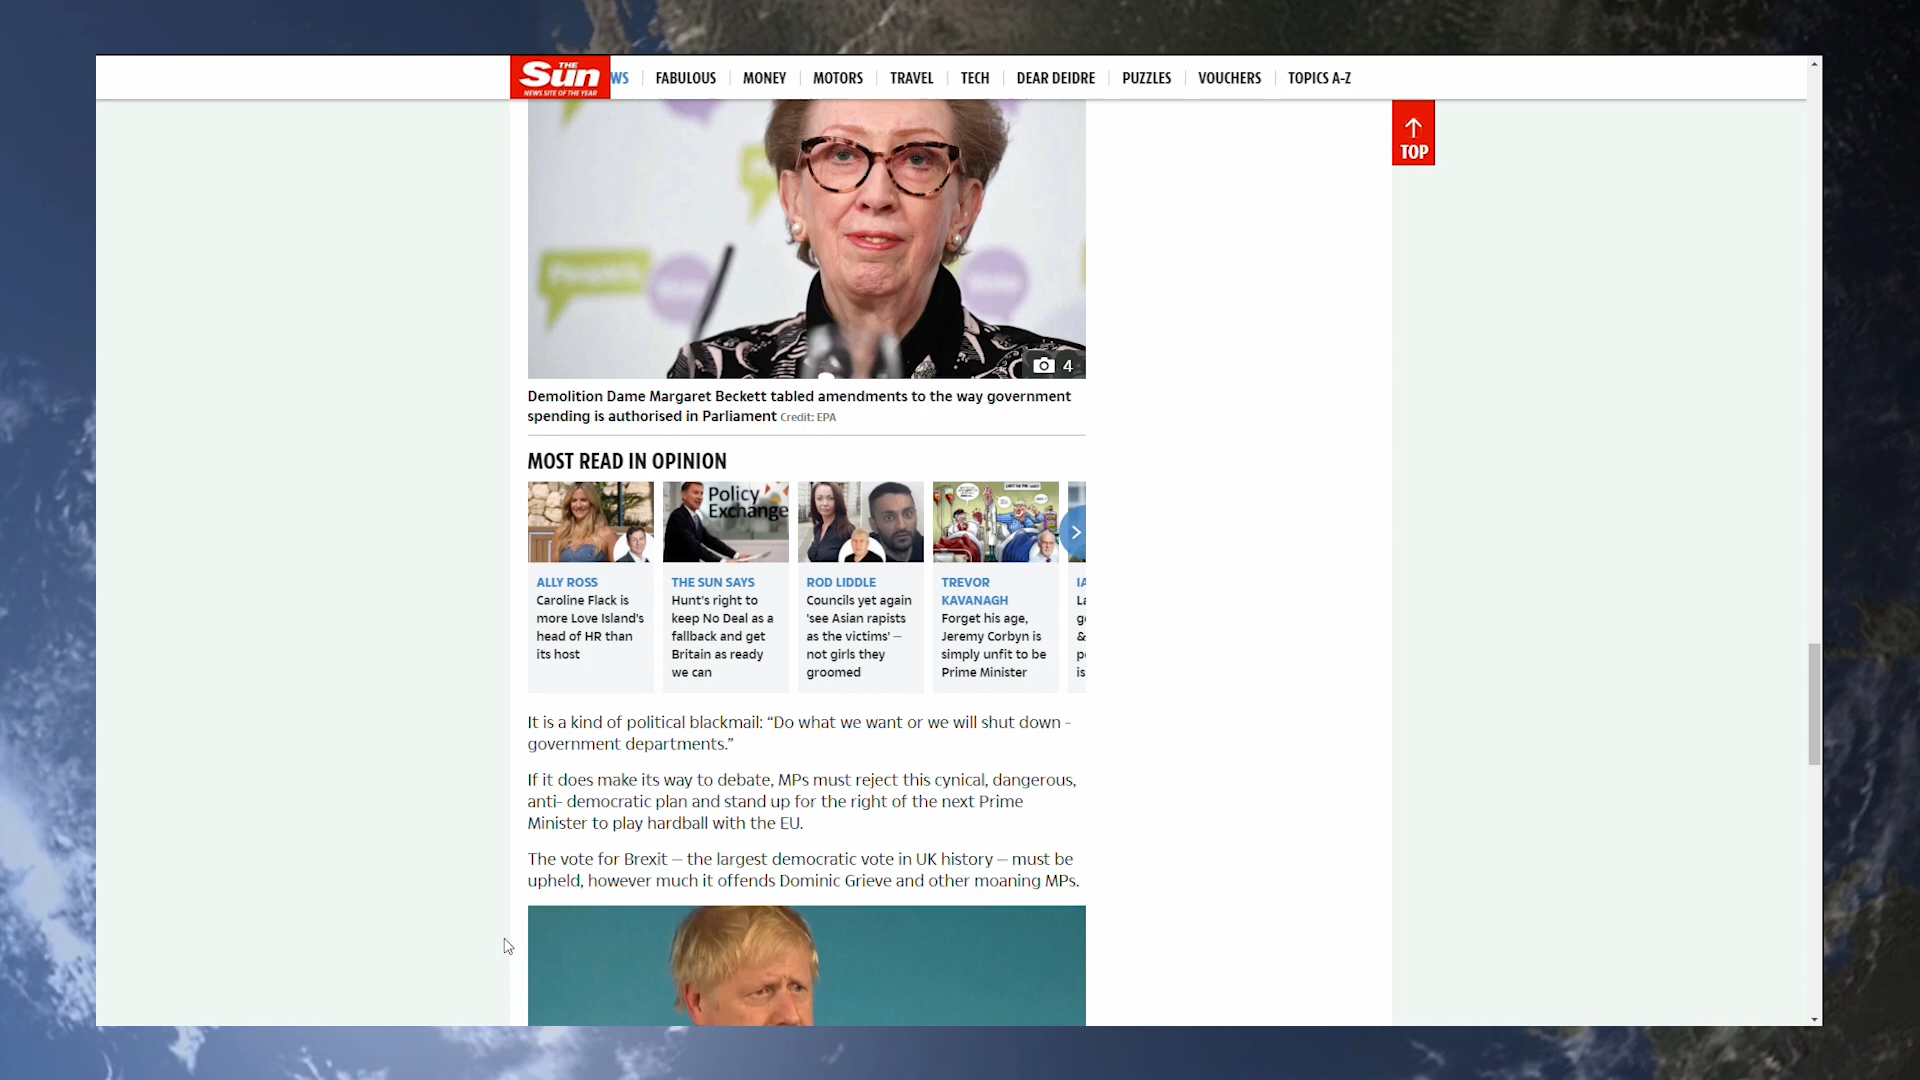 THE
Sun
NEWS SITE OF THE YEAR
WS
FABULOUS
MONEY
MOTORS
TRAVEL
TECH
DEAR DEIDRE
PUZZLES
VOUCHERS
TOPICS A-Z
TOP
4
Demolition Dame Margaret Beckett tabled amendments to the way government
spending is authorised in Parliament Credit: EPA
MOST READ IN OPINION
Policy
Exchange
ALLY ROSS
Caroline Flack is
more Love Island's
head of HR than
its host
THE SUN SAYS
Hunt's right to
keep No Deal as a
fallback and get
Britain as ready
we can
ROD LIDDLE
Councils yet again
'see Asian rapists
as the victims' –
not girls they
groomed
TREVOR
KAVANAGH
Forget his age,
Jeremy Corbyn is
simply unfit to be
Prime Minister
IA
La
g
&
p
is
It is a kind of political blackmail: “Do what we want or we will shut down -
government departments.”
If it does make its way to debate, MPs must reject this cynical, dangerous,
anti- democratic plan and stand up for the right of the next Prime
Minister to play hardball with the EU.
The vote for Brexit — the largest democratic vote in UK history — must be
upheld, however much it offends Dominic Grieve and other moaning MPs.